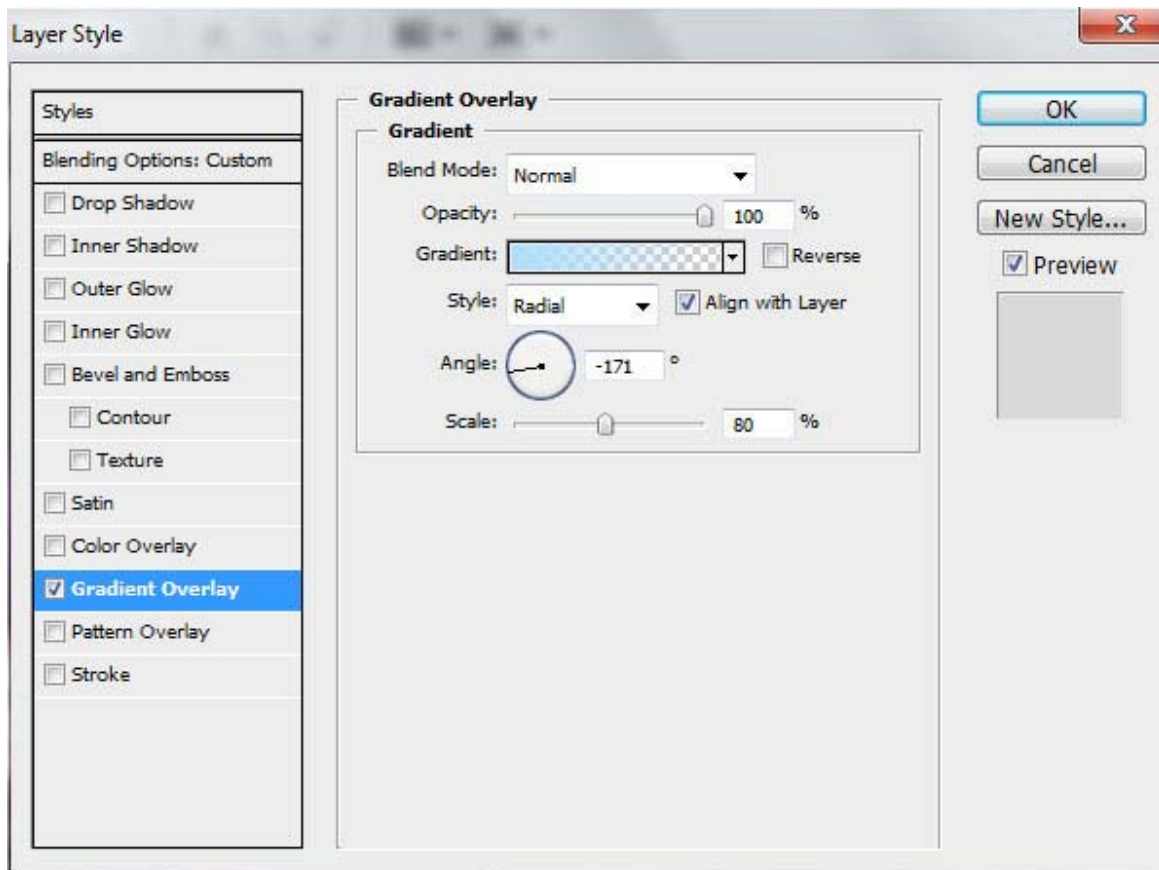 Layer Style
Styles
Blending Options: Custom
Drop Shadow
Inner Shadow
Outer Glow
Inner Glow
Bevel and Emboss
Contour
Texture
Satin
Color Overlay
Gradient Overlay
Pattern Overlay
Stroke
Gradient Overlay
Gradient
Blend Mode: Normal
Opacity: 100 %
Gradient: Reverse
Style: Radial Align with Layer
Angle: -171 °
Scale: 80 %
OK
Cancel
New Style...
Preview